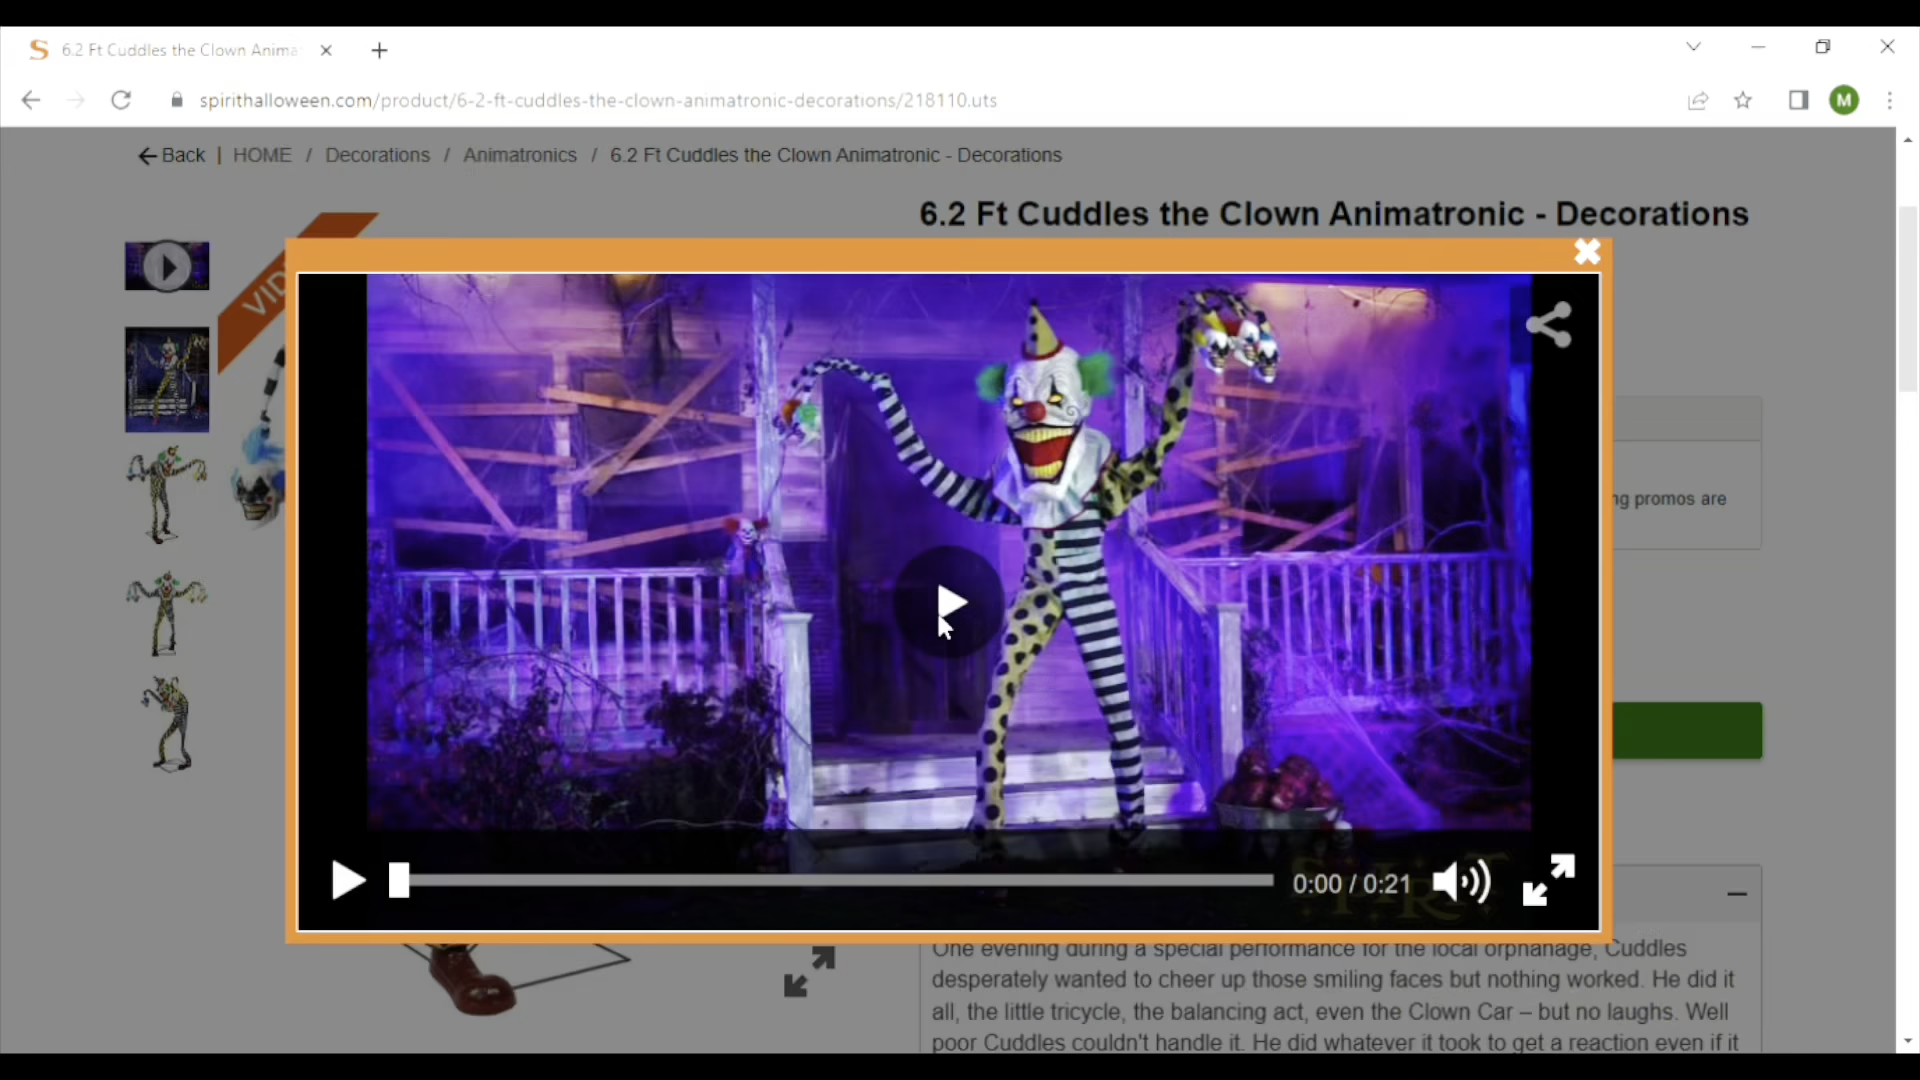 S 6.2 Ft Cuddles the Clown Anima
spirithalloween.com/product/6-2-ft-cuddles-the-clown-animatronic-decorations/218110.uts
M
Back | HOME / Decorations / Animatronics / 6.2 Ft Cuddles the Clown Animatronic - Decorations
6.2 Ft Cuddles the Clown Animatronic - Decorations
VID
ng promos are
0:00 / 0:21
SPIRIT
One evening during a special performance for the local orphanage, Cuddles
desperately wanted to cheer up those smiling faces but nothing worked. He did it
all, the little tricycle, the balancing act, even the Clown Car – but no laughs. Well
poor Cuddles couldn't handle it. He did whatever it took to get a reaction even if it